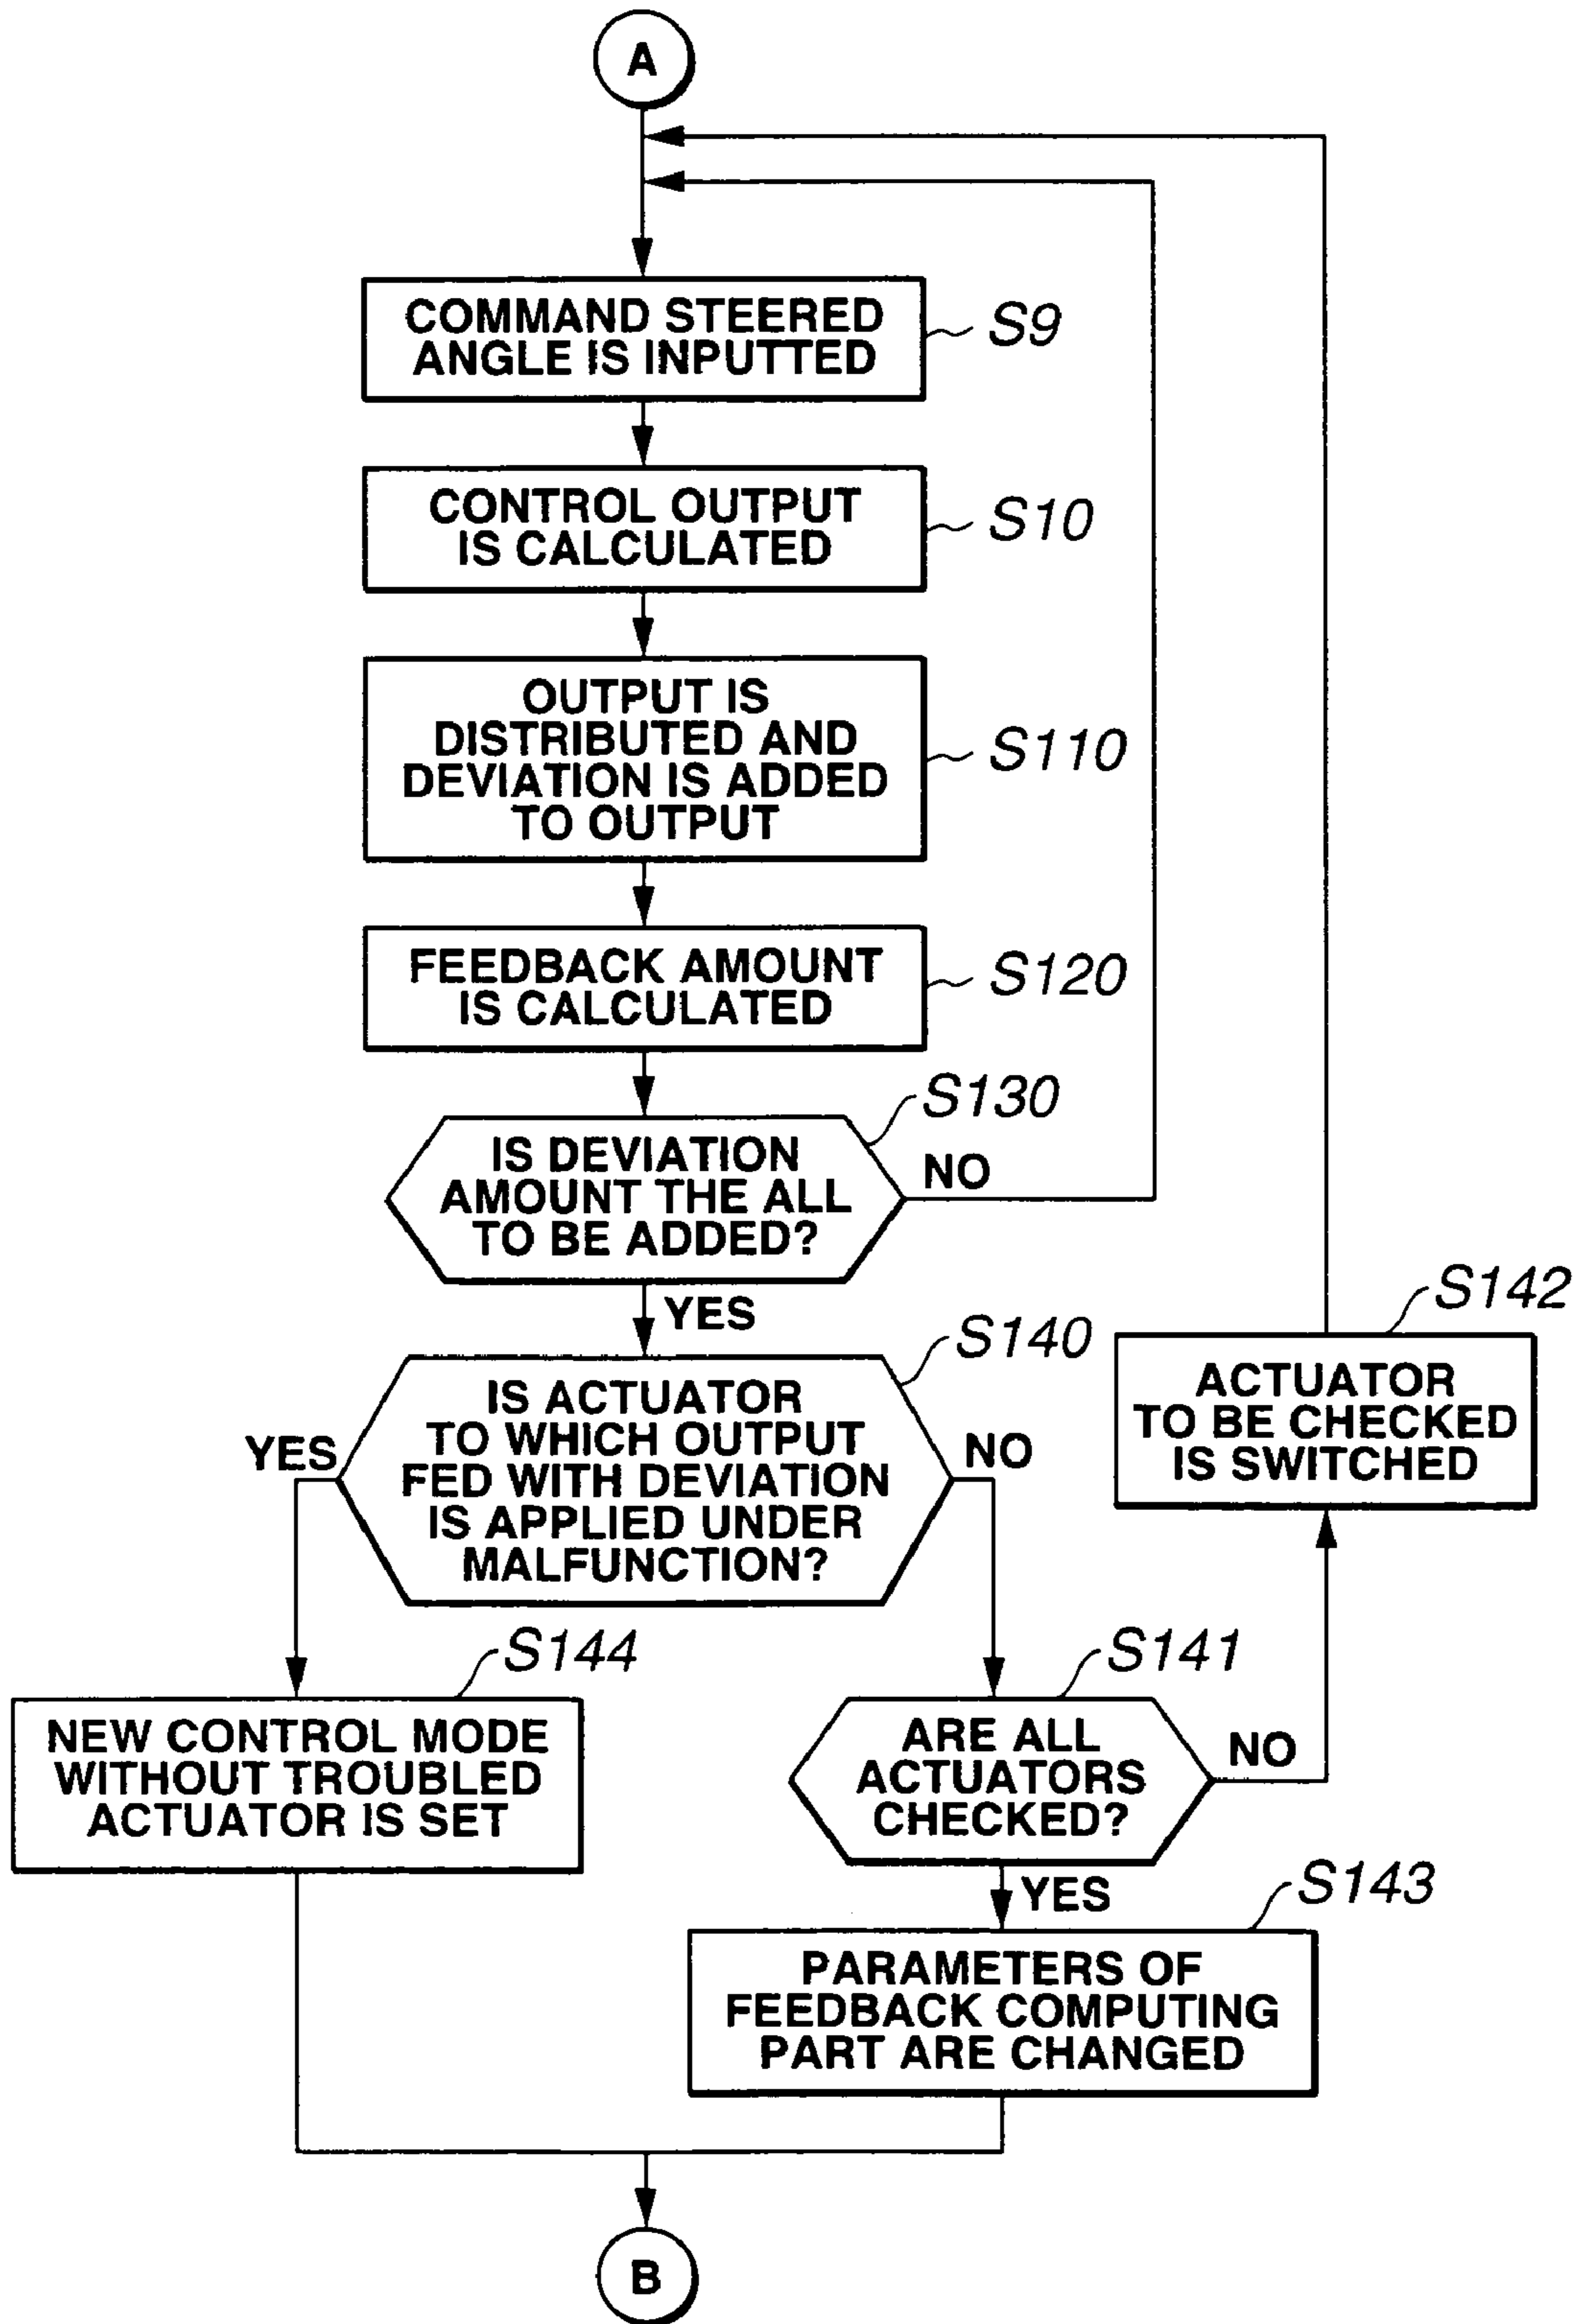 A
COMMAND STEERED
ANGLE IS INPUTTED
S9
CONTROL OUTPUT
IS CALCULATED
S10
OUTPUT IS
DISTRIBUTED AND
DEVIATION IS ADDED
TO OUTPUT
S110
FEEDBACK AMOUNT
IS CALCULATED
S120
S130
IS DEVIATION
AMOUNT THE ALL
TO BE ADDED?
NO
YES
S140
IS ACTUATOR
TO WHICH OUTPUT
FED WITH DEVIATION
IS APPLIED UNDER
MALFUNCTION?
YES
NO
S142
ACTUATOR
TO BE CHECKED
IS SWITCHED
S144
NEW CONTROL MODE
WITHOUT TROUBLED
ACTUATOR IS SET
S141
ARE ALL
ACTUATORS
CHECKED?
NO
YES
S143
PARAMETERS OF
FEEDBACK COMPUTING
PART ARE CHANGED
B